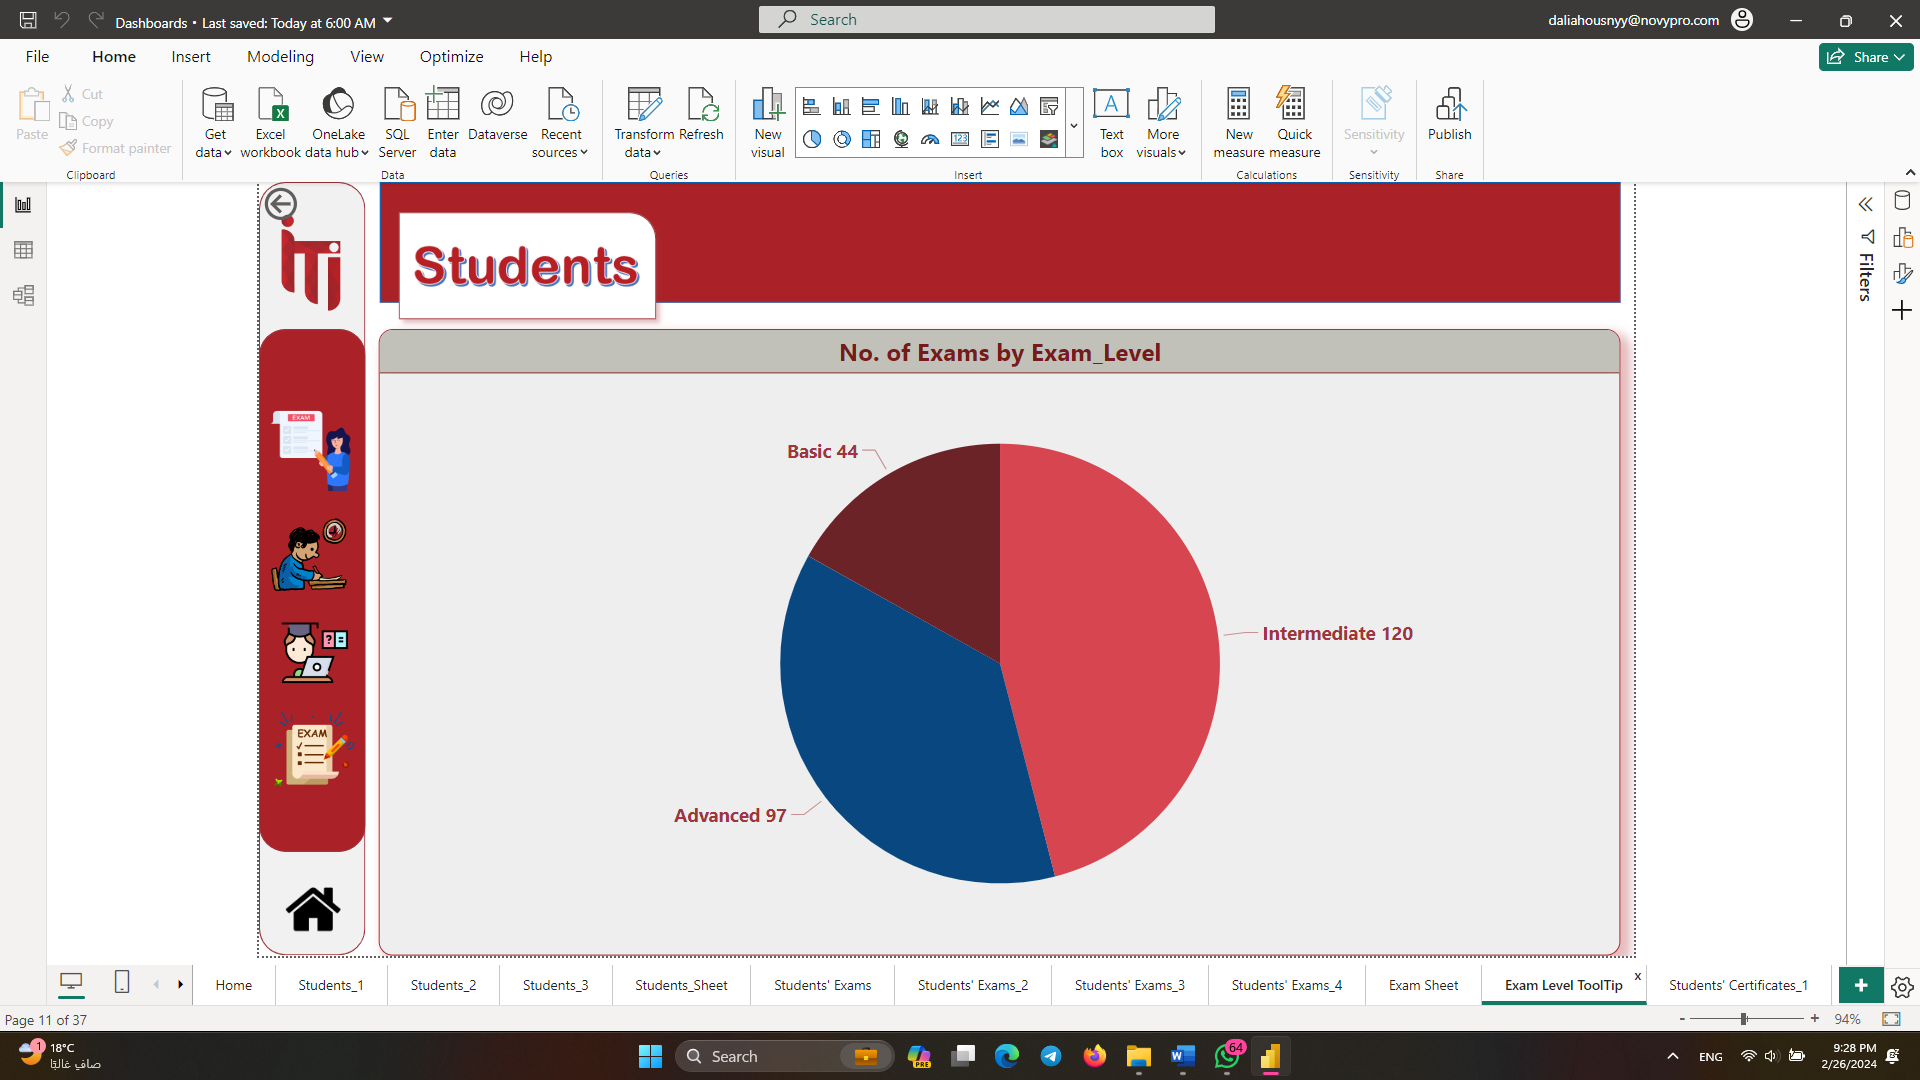 Dashboards • Last saved: Today at 6:00 AM
Search
daliahousnyy@novypro.com
File
Home
Insert
Modeling
View
Optimize
Help
Share
Paste
Cut
Copy
Format painter
Clipboard
Get data
Excel workbook
OneLake data hub
SQL Server
Enter data
Dataverse
Recent sources
Data
Transform data
Refresh
Queries
New visual
Text box
More visuals
Insert
New measure
Quick measure
Calculations
Sensitivity
Sensitivity
Publish
Share
iTi
Students
Filters
No. of Exams by Exam_Level
Basic 44
Intermediate 120
Advanced 97
EXAM
EXAM
Home
Students_1
Students_2
Students_3
Students_Sheet
Students' Exams
Students' Exams_2
Students' Exams_3
Students' Exams_4
Exam Sheet
Exam Level ToolTip
x
Students' Certificates_1
Page 11 of 37
- + 94%
1
18°C
صافٍ غالبًا
Search
PRE
64
ENG
9:28 PM
2/26/2024